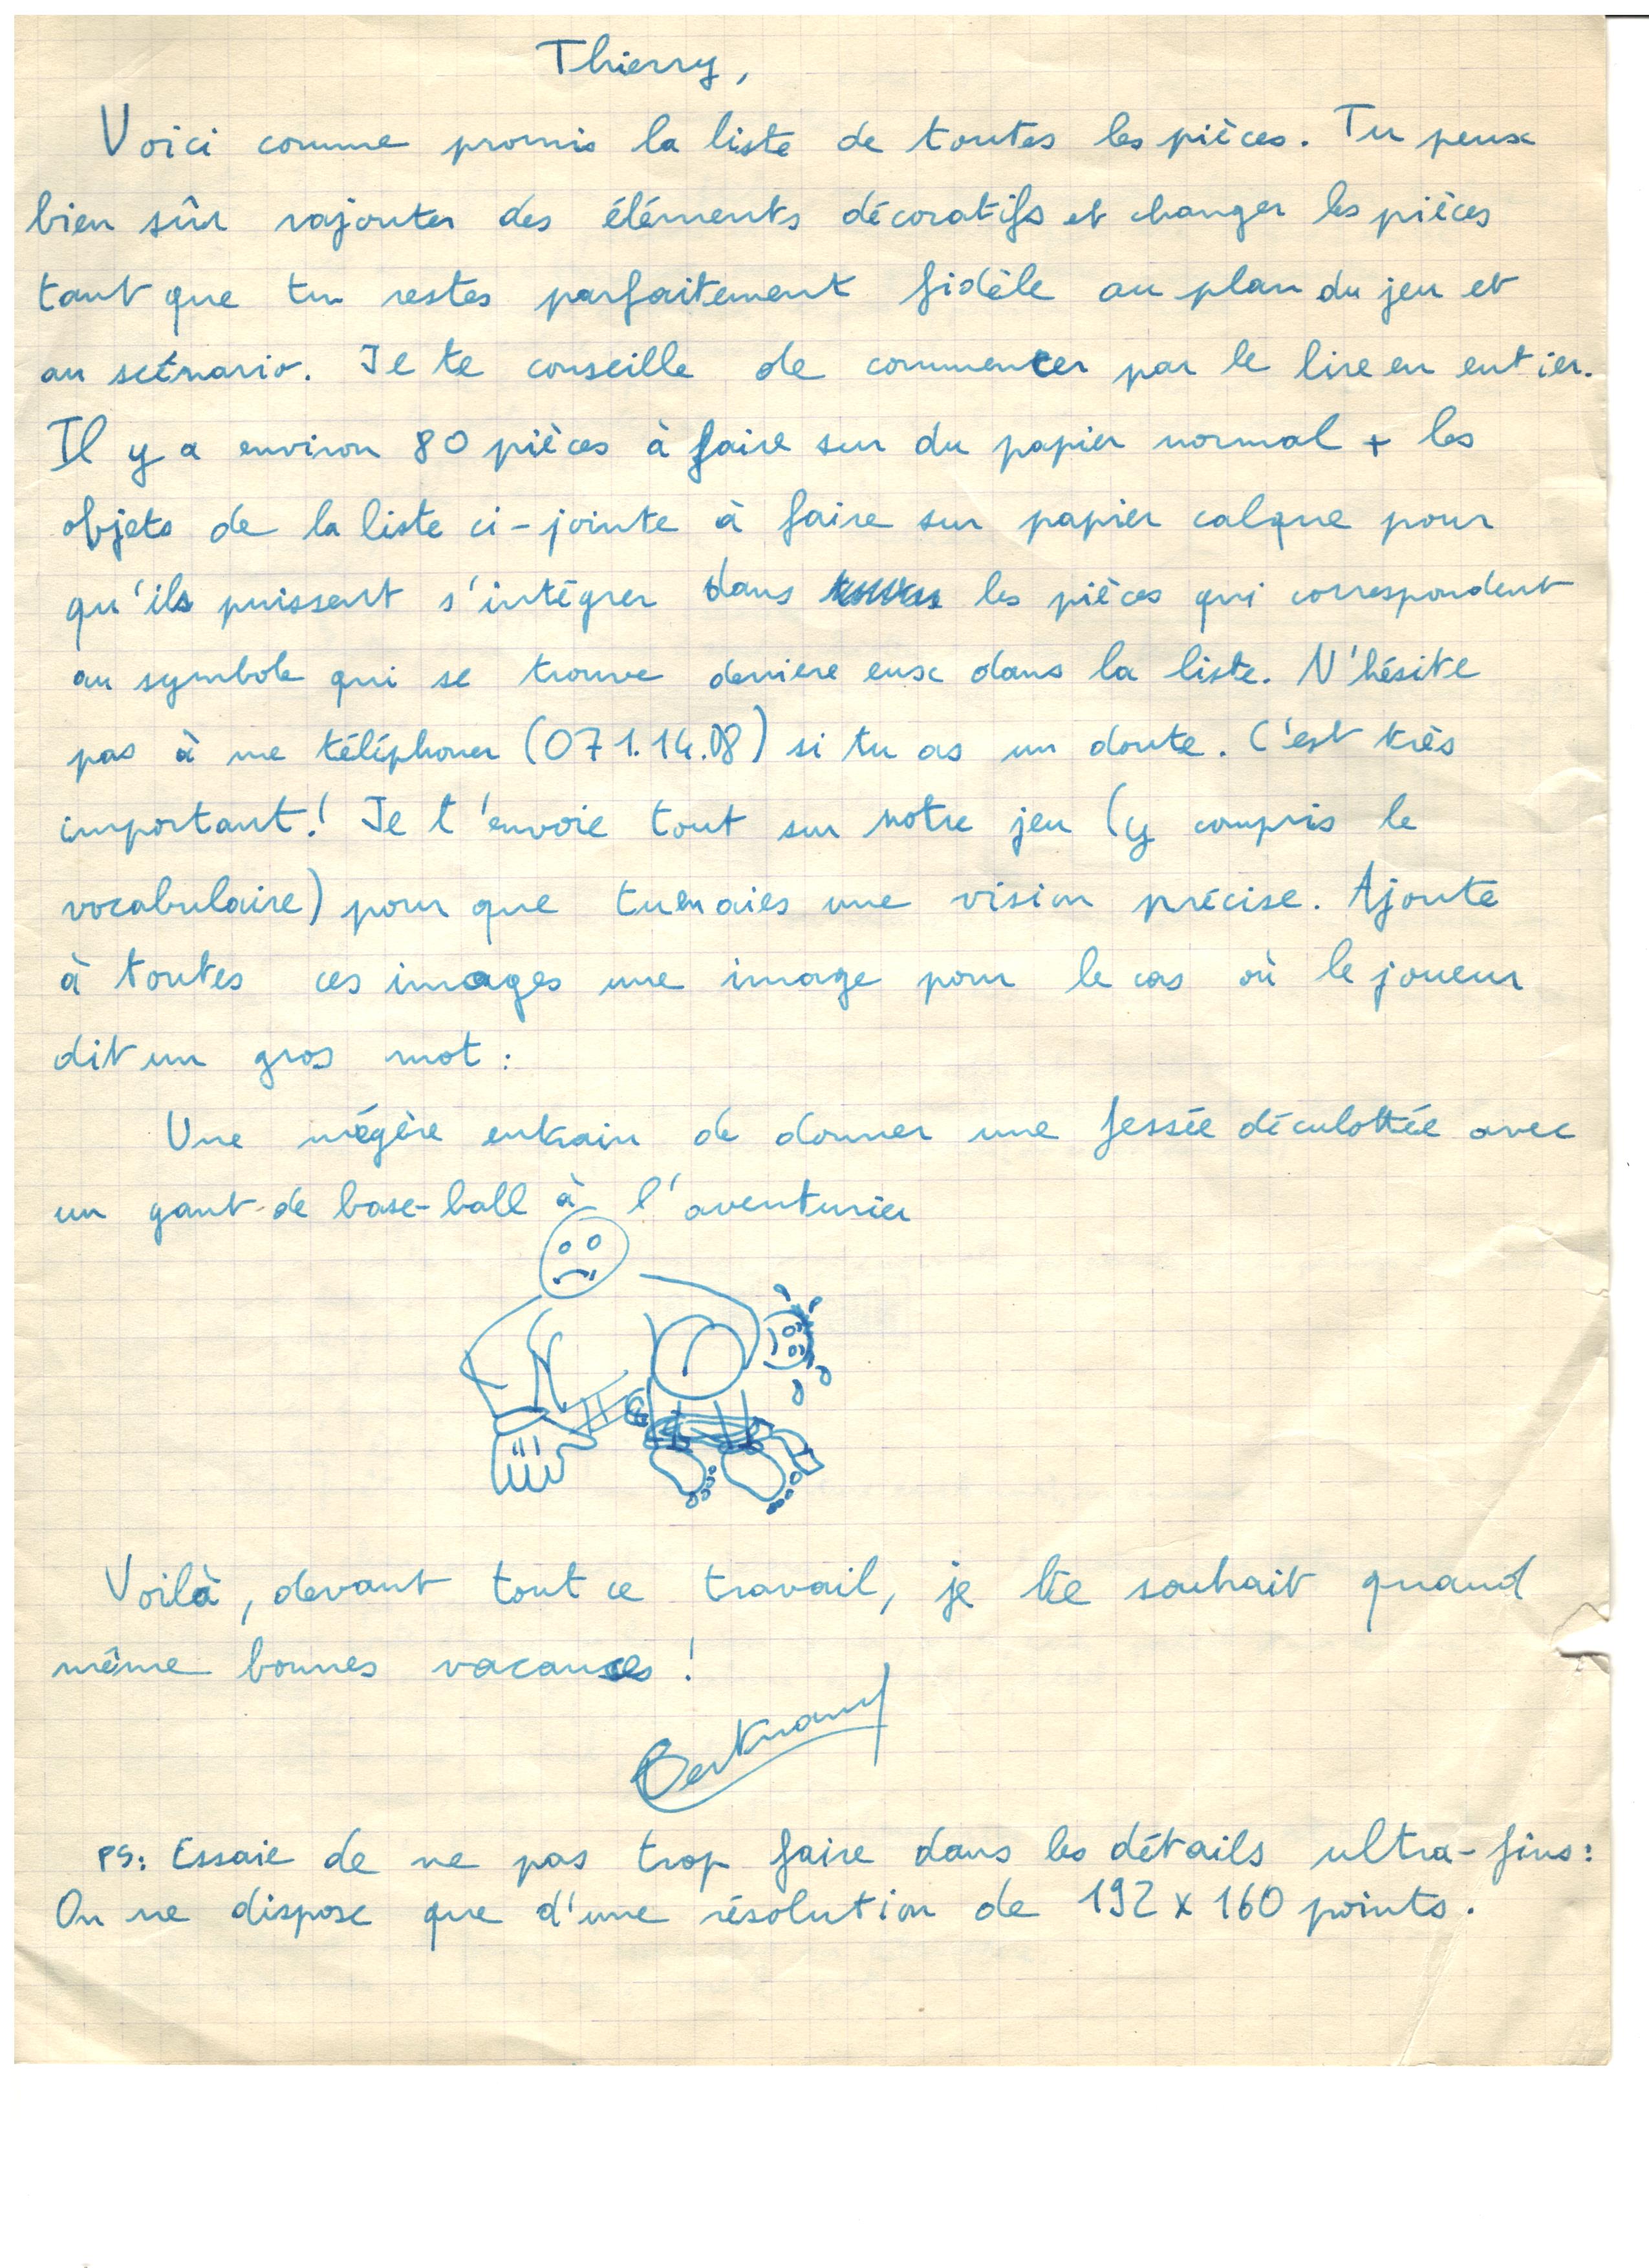 Thierry,
Voici comme promis la liste de toutes les pièces. Tu peux
bien sûr rajouter des éléments décoratifs et changer les pièces
tant que tu restes parfaitement fidèle au plan du jeu et
au scénario. Je te conseille de commencer par le lire en entier.
Il y a environ 80 pièces à faire sur du papier normal + les
objets de la liste ci-jointe à faire sur papier calque pour
qu'ils puissent s'intégrer dans les pièces qui correspondent
au symbole qui se trouve derriere eux dans la liste. N'hésite
pas à me téléphoner (071.14.08) si tu as un doute. C'est très
important! Je t'envoie tout sur notre jeu (y compris le
vocabulaire) pour que tu en aies une vision précise. Ajoute
à toutes ces images une image pour le cas où le joueur
dit un gros mot :
Une mégère entrain de donner une fessée déculottée avec
un gant de base-ball à l'aventurier
Voilà, devant tout ce travail, je te souhait quand
même bonnes vacances !
PS: Essaie de ne pas trop faire dans les détails ultra-fins:
On ne dispose que d'une résolution de 192 x 160 points.